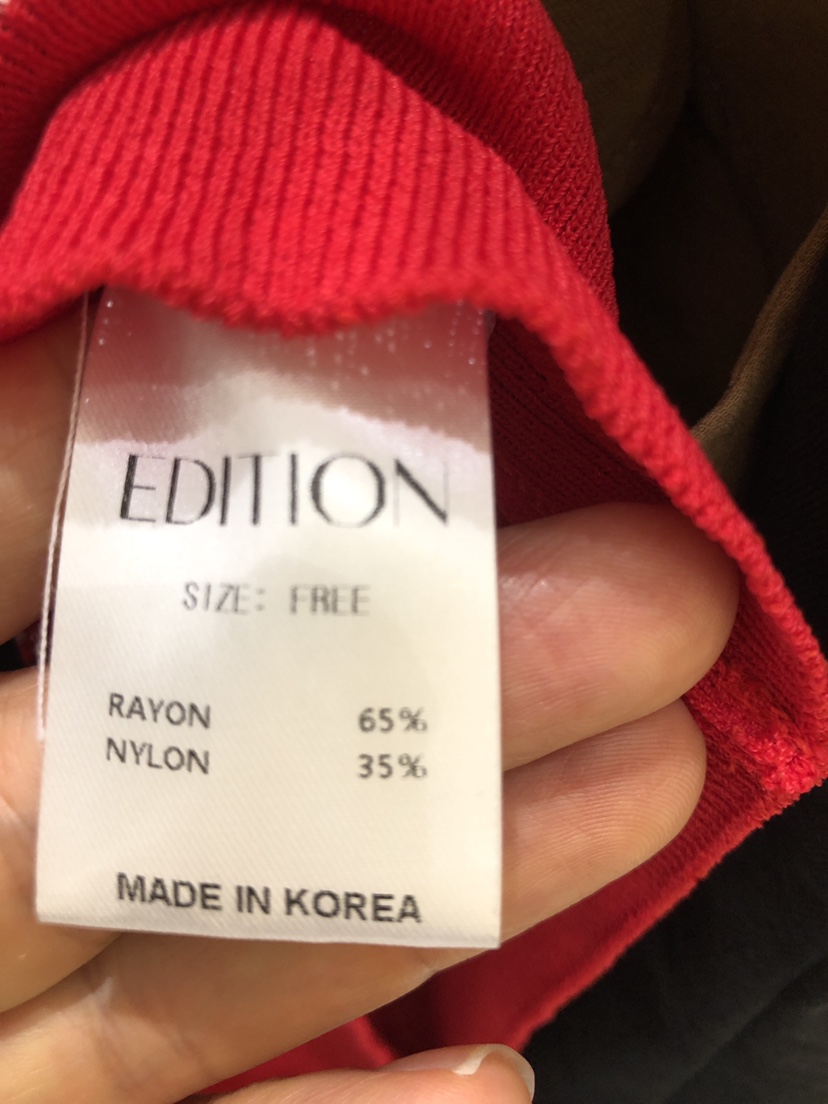 EDITION
SIZE: FREE
RAYON 65%
NYLON 35%
MADE IN KOREA